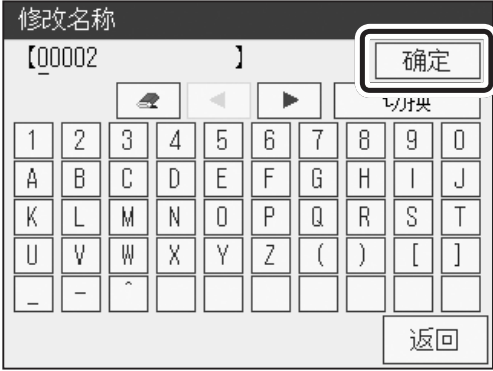 修改名称
【00002 】 确定
◀ ▶ 切换
1 2 3 4 5 6 7 8 9 0
A B C D E F G H I J
K L M N O P Q R S T
U V W X Y Z ( ) [ ]
_ - ^
返回